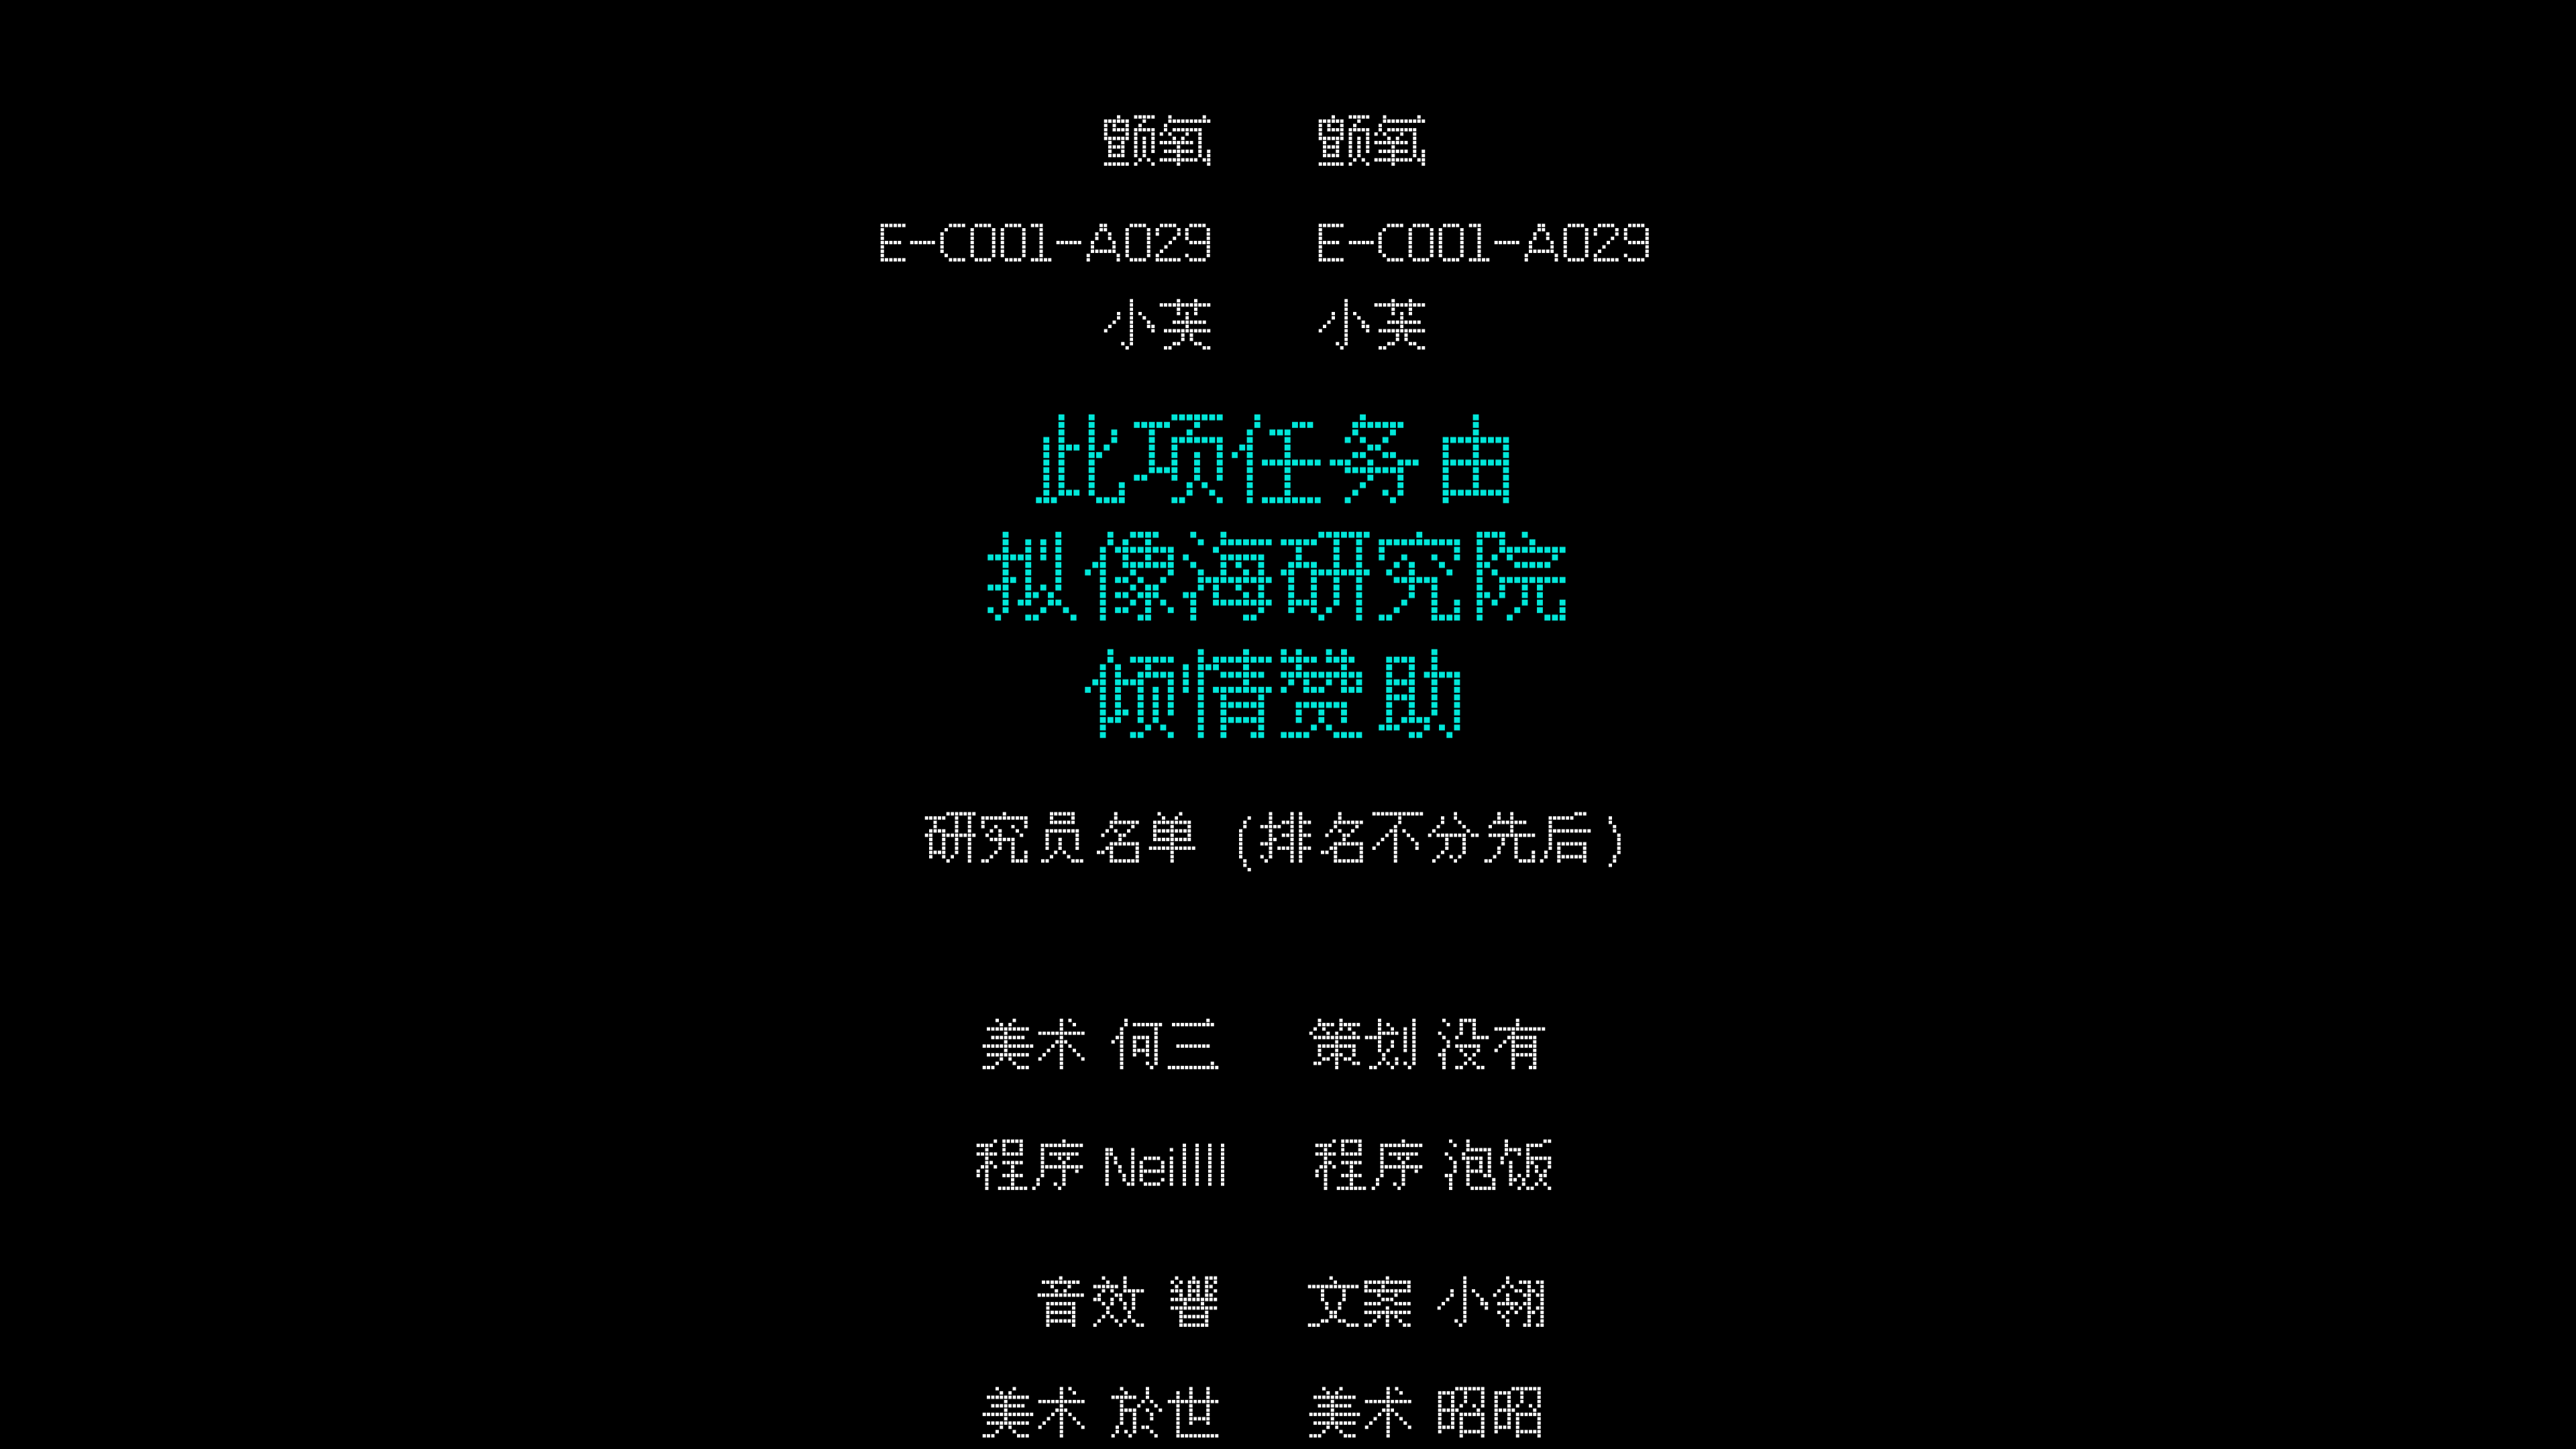 颤氧 颤氧
E-C001-A029 E-C001-A029
小芙 小芙
此项任务由
拟像海研究院
倾情赞助
研究员名单 (排名不分先后)
美术 何三 策划 没有
程序 Neillll 程序 泡饭
音效 響 文案 小翎
美术 於世 美术 昭昭